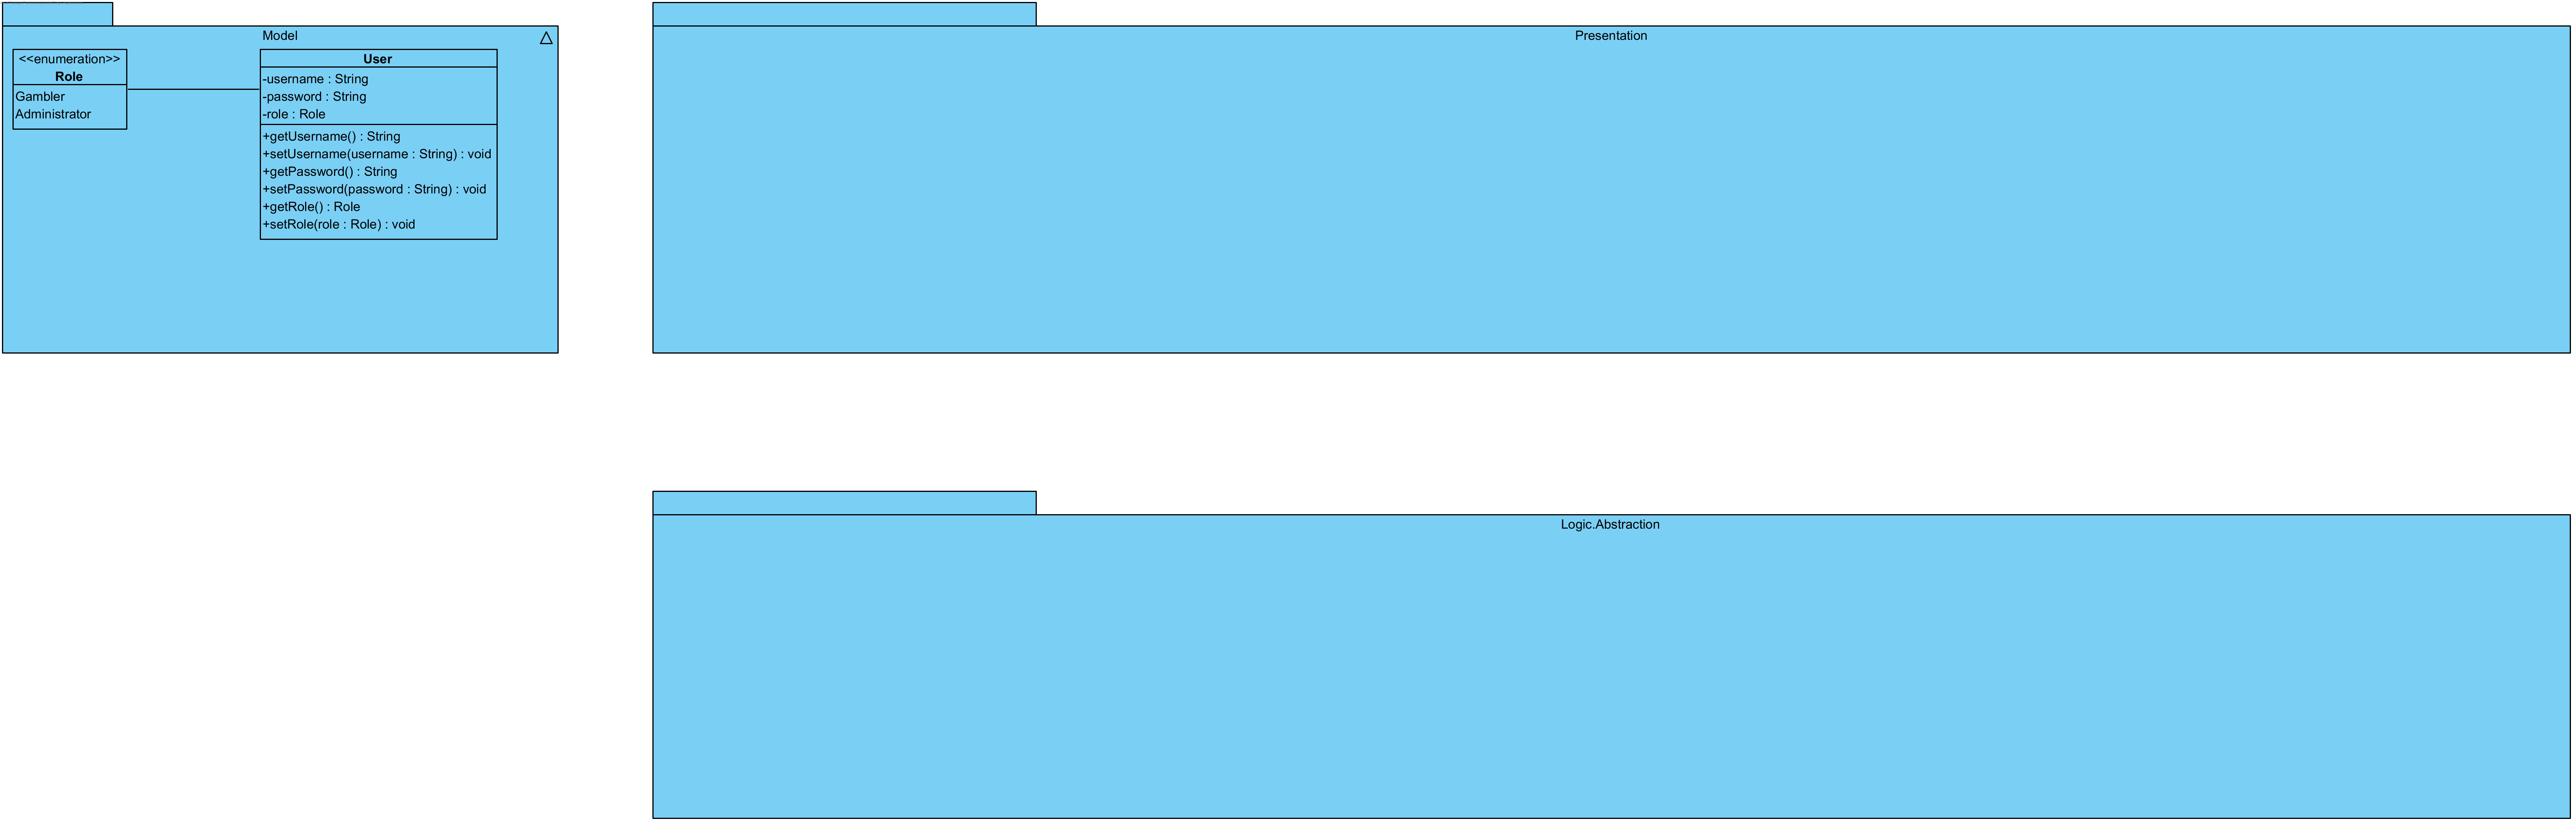 Model
<<enumeration>>
Role
Gambler
Administrator
User
-username : String
-password : String
-role : Role
+getUsername() : String
+setUsername(username : String) : void
+getPassword() : String
+setPassword(password : String) : void
+getRole() : Role
+setRole(role : Role) : void
Presentation
Logic.Abstraction